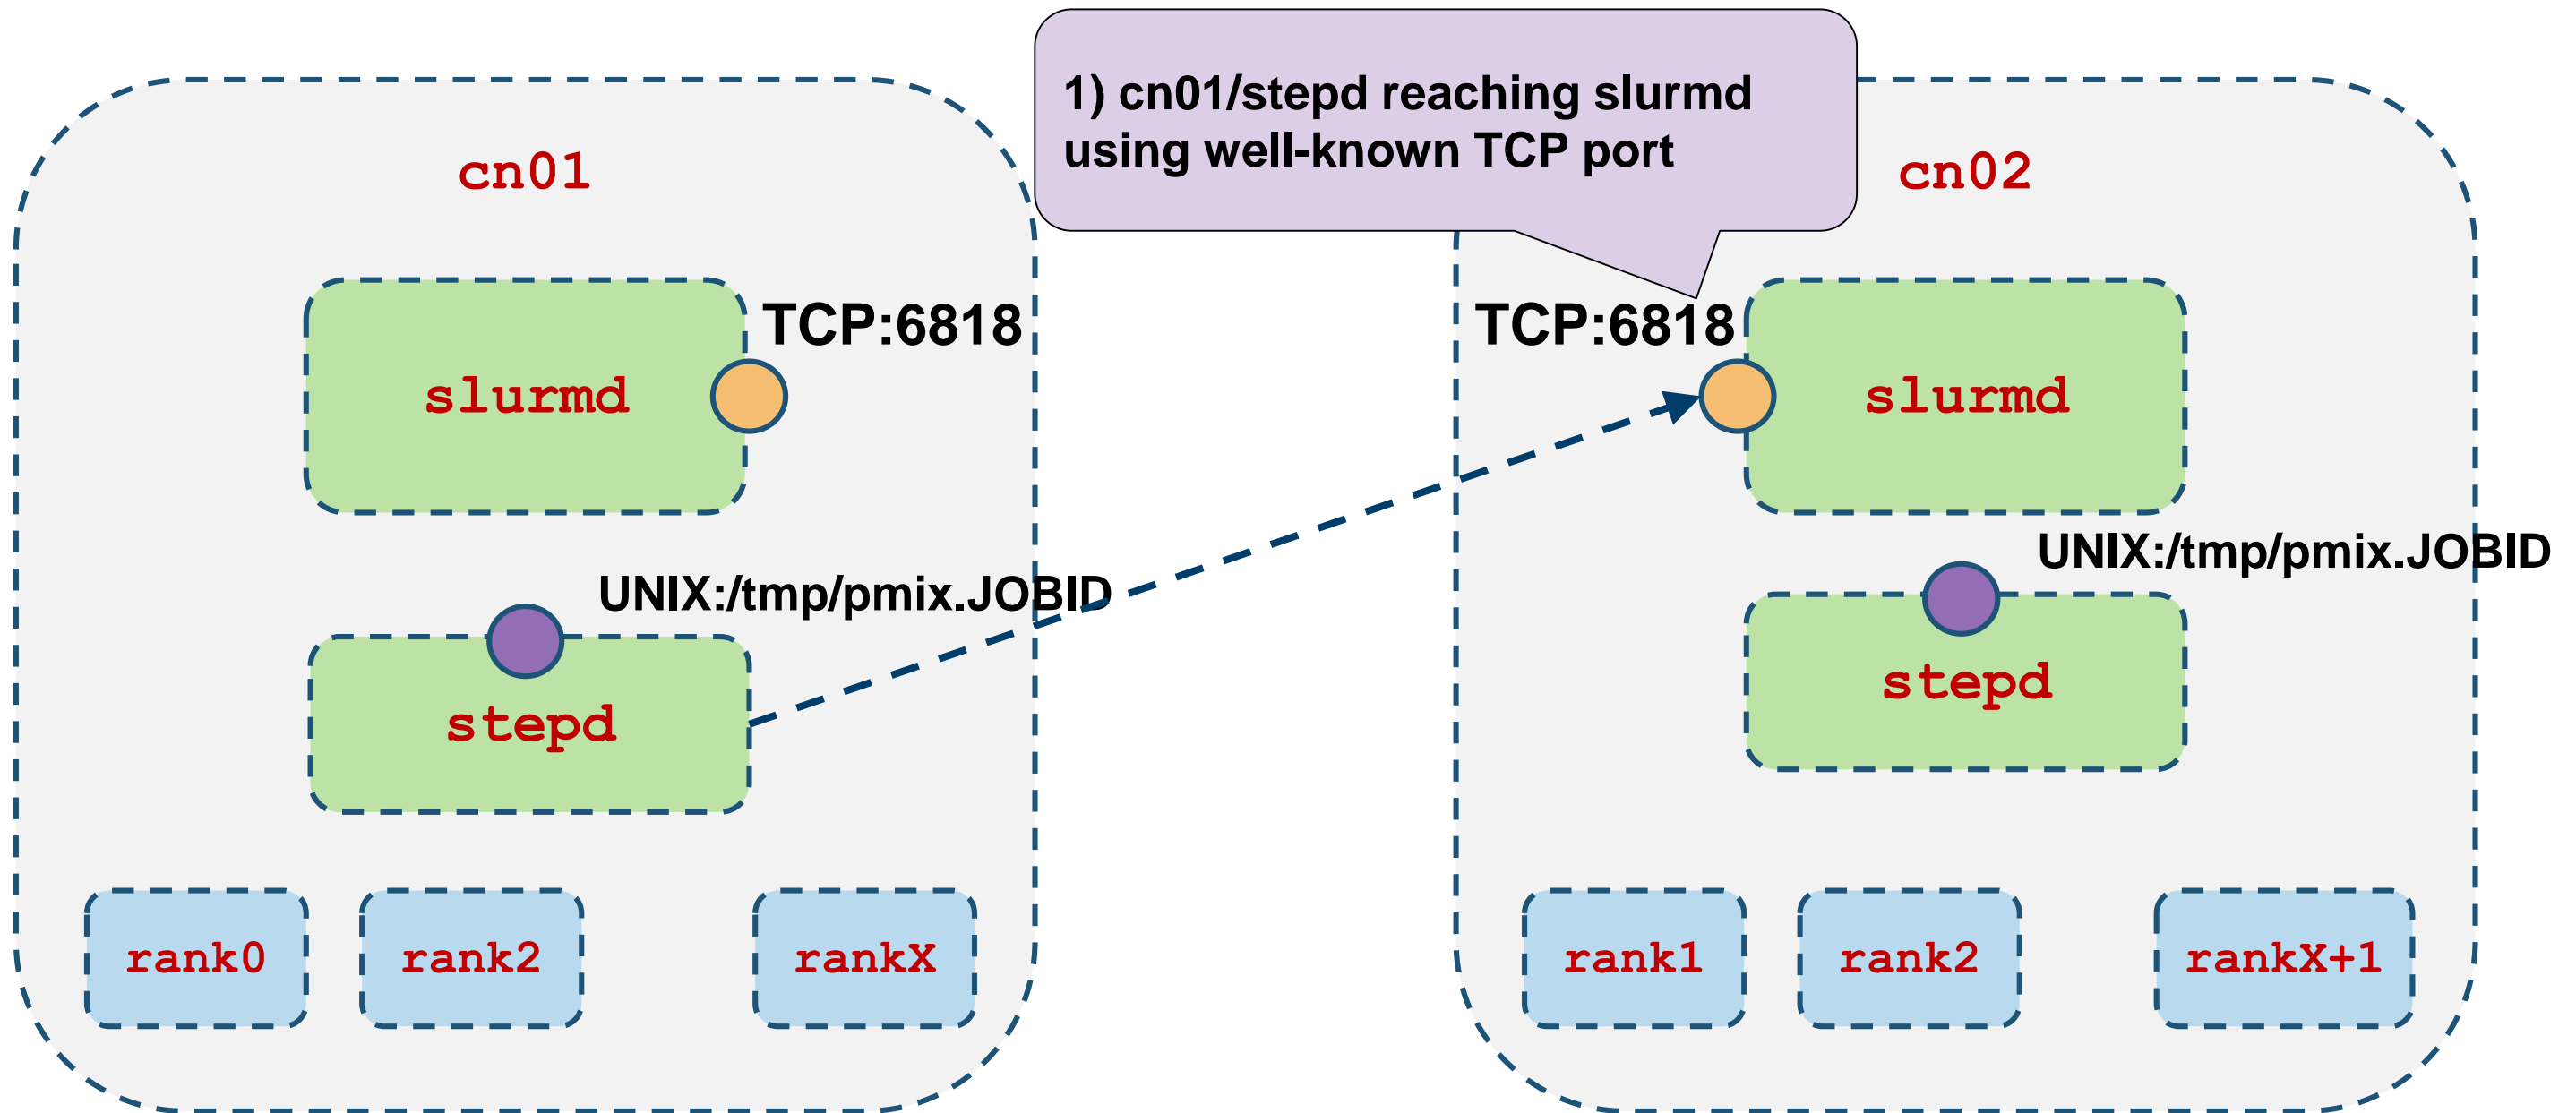 1) cn01/stepd reaching slurmd
using well-known TCP port
cn01
slurmd
TCP:6818
UNIX:/tmp/pmix.JOBID
stepd
rank0
rank2
rankX
cn02
TCP:6818
slurmd
UNIX:/tmp/pmix.JOBID
stepd
rank1
rank2
rankX+1